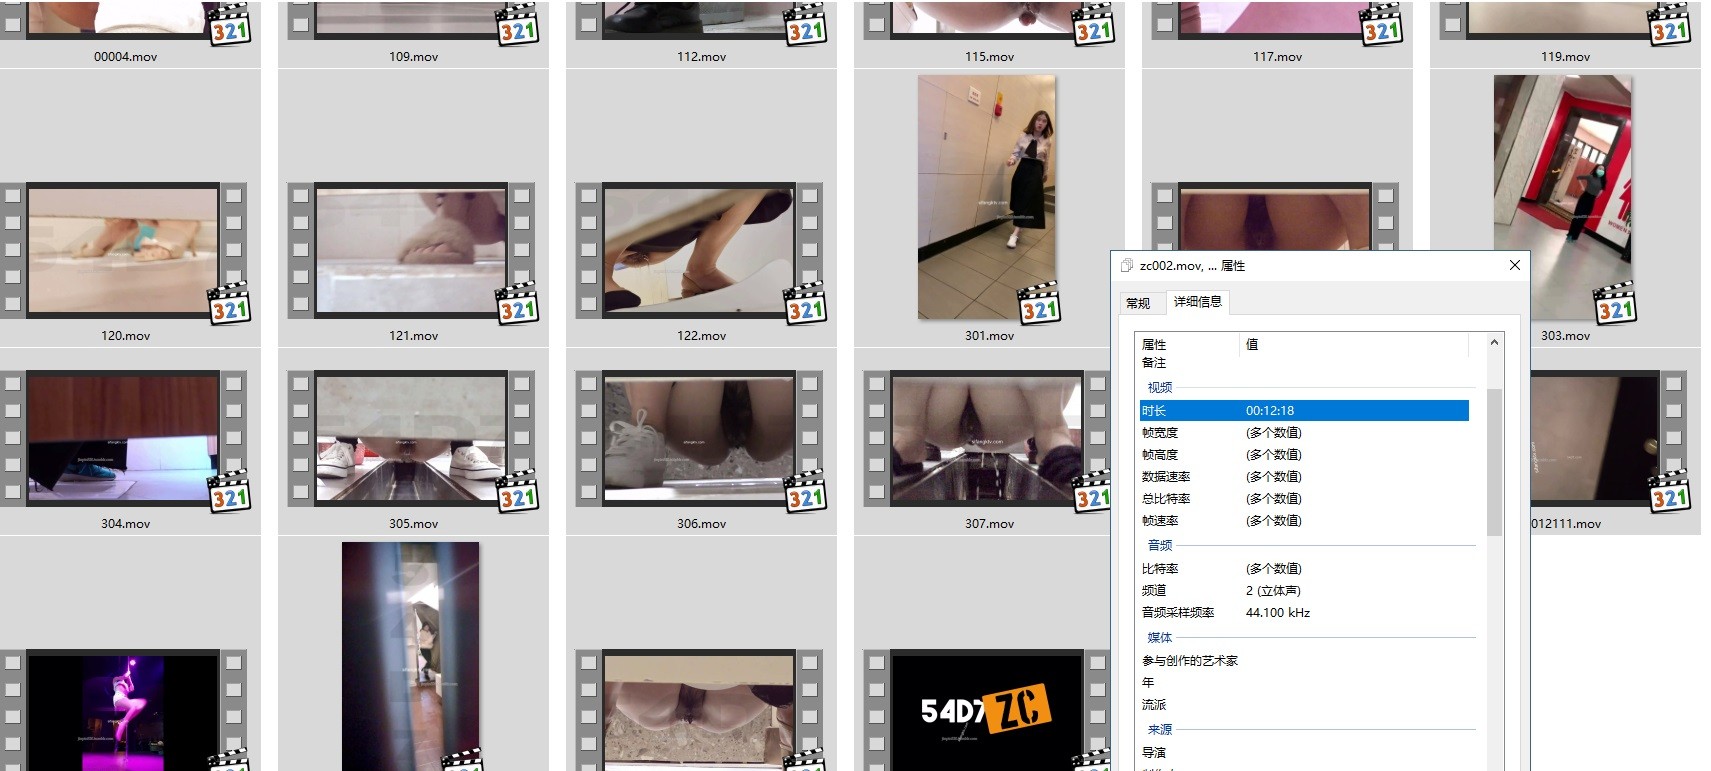 00004.mov
109.mov
112.mov
115.mov
117.mov
119.mov
120.mov
121.mov
122.mov
301.mov
303.mov
304.mov
305.mov
306.mov
307.mov
012111.mov
54D7 ZC
zc002.mov, ... 属性
常规
详细信息
属性 值
备注
视频
时长 00:12:18
帧宽度 (多个数值)
帧高度 (多个数值)
数据速率 (多个数值)
总比特率 (多个数值)
帧速率 (多个数值)
音频
比特率 (多个数值)
频道 2 (立体声)
音频采样频率 44.100 kHz
媒体
参与创作的艺术家
年
流派
来源
导演